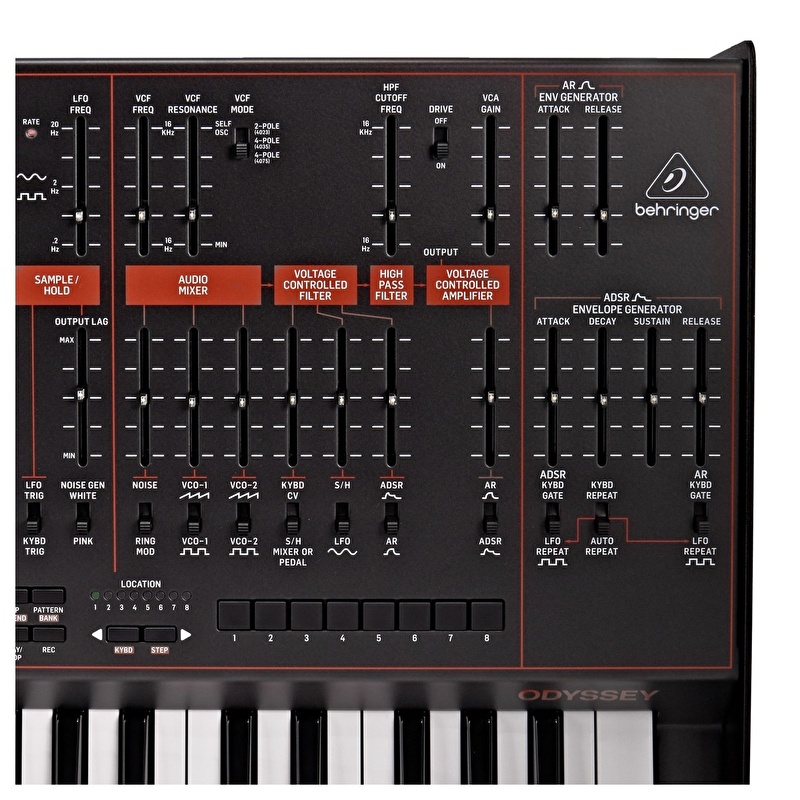 RATE
LFO
FREQ
20
Hz
2
Hz
.2
Hz
VCF
FREQ
VCF
RESONANCE
VCF
MODE
16
KHz
16
Hz
SELF
OSC
MIN
2-POLE
(4023)
4-POLE
(4035)
4-POLE
(4075)
HPF
CUTOFF
FREQ
16
KHz
16
Hz
DRIVE
OFF
ON
VCA
GAIN
OUTPUT
AR
ENV GENERATOR
ATTACK RELEASE
behringer
SAMPLE/
HOLD
AUDIO
MIXER
VOLTAGE
CONTROLLED
FILTER
HIGH
PASS
FILTER
VOLTAGE
CONTROLLED
AMPLIFIER
ADSR
ENVELOPE GENERATOR
ATTACK DECAY SUSTAIN RELEASE
OUTPUT LAG
MAX
MIN
LFO
TRIG
KYBD
TRIG
NOISE GEN
WHITE
PINK
NOISE
RING
MOD
VCO-1
VCO-1
VCO-2
VCO-2
KYBD
CV
S/H
MIXER OR
PEDAL
S/H
LFO
ADSR
AR
AR
ADSR
ADSR
KYBD
GATE
LFO
REPEAT
KYBD
REPEAT
AUTO
REPEAT
AR
KYBD
GATE
LFO
REPEAT
LOCATION
1 2 3 4 5 6 7 8
PATTERN
BANK
REC
KYBD STEP
1 2 3 4 5 6 7 8
ODYSSEY